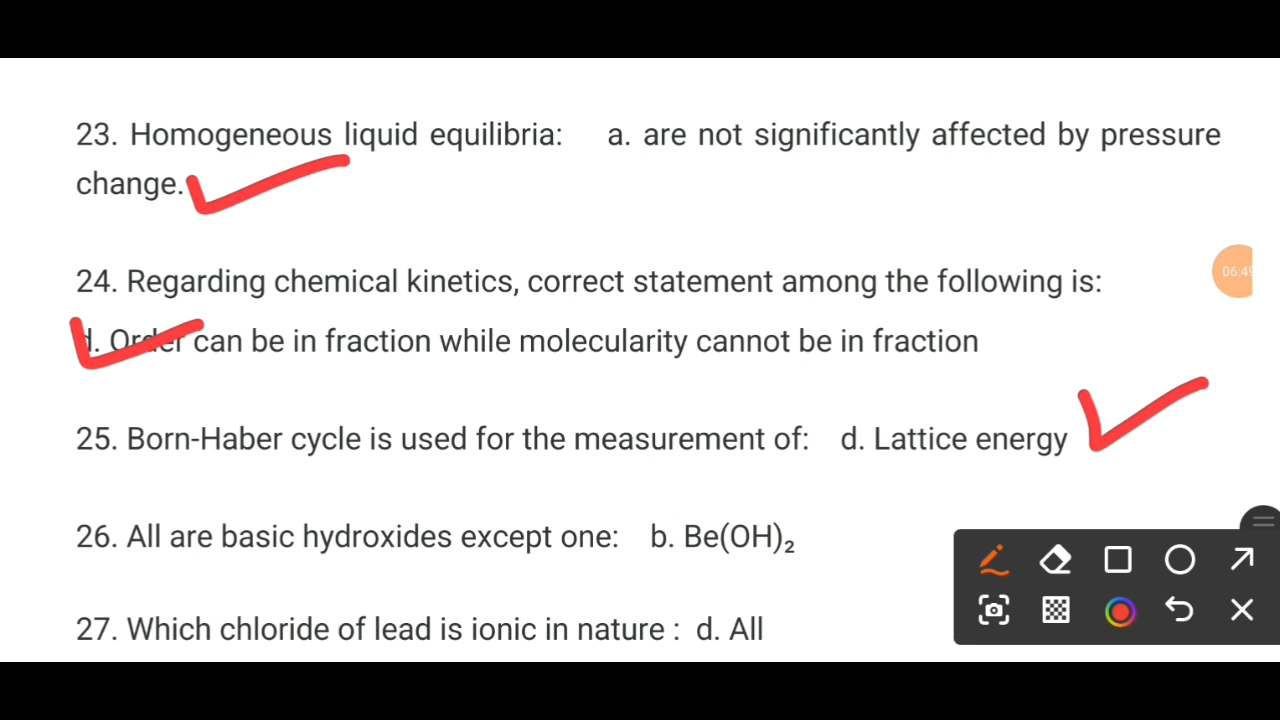 23. Homogeneous liquid equilibria: a. are not significantly affected by pressure
change.
24. Regarding chemical kinetics, correct statement among the following is:
06:49
d. Order can be in fraction while molecularity cannot be in fraction
25. Born-Haber cycle is used for the measurement of: d. Lattice energy
26. All are basic hydroxides except one: b. Be(OH)₂
27. Which chloride of lead is ionic in nature : d. All